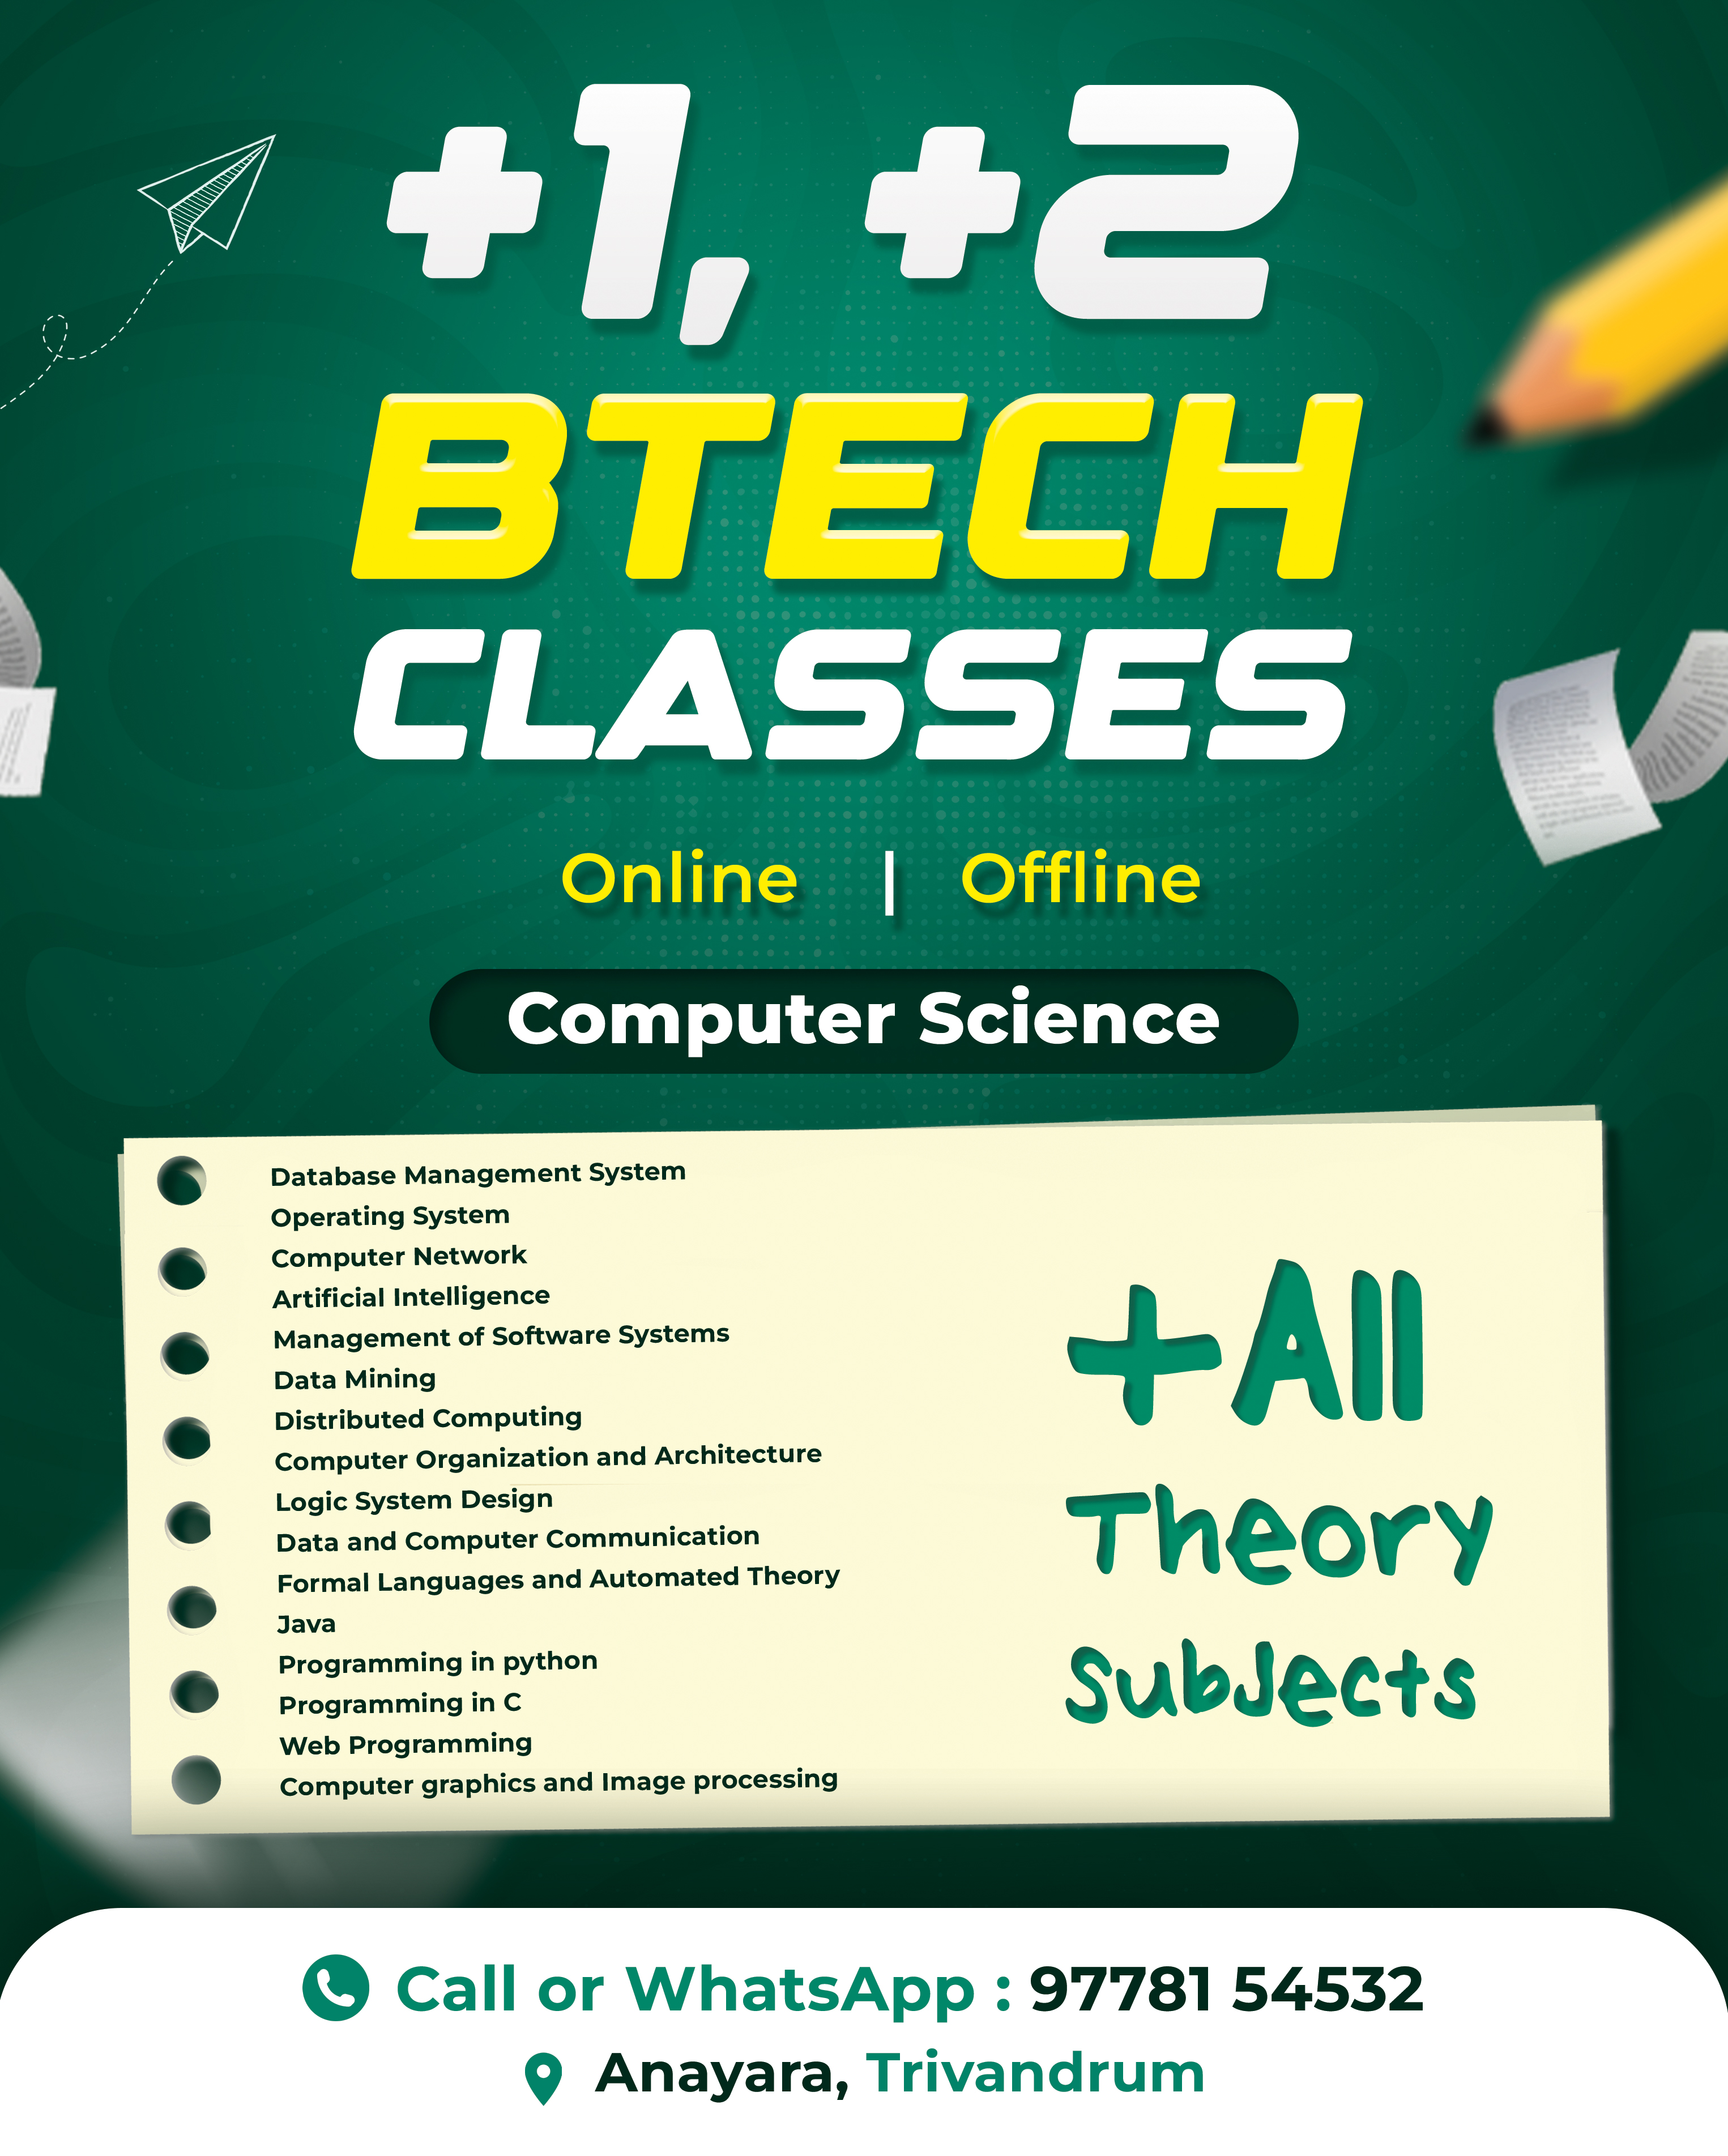 +1, +2
BTECH
CLASSES
Online | Offline
Computer Science
Database Management System
Operating System
Computer Network
Artificial Intelligence
Management of Software Systems
Data Mining
Distributed Computing
Computer Organization and Architecture
Logic System Design
Data and Computer Communication
Formal Languages and Automated Theory
Java
Programming in python
Programming in C
Web Programming
Computer graphics and Image processing
+All
Theory
Subjects
Call or WhatsApp : 97781 54532
Anayara, Trivandrum